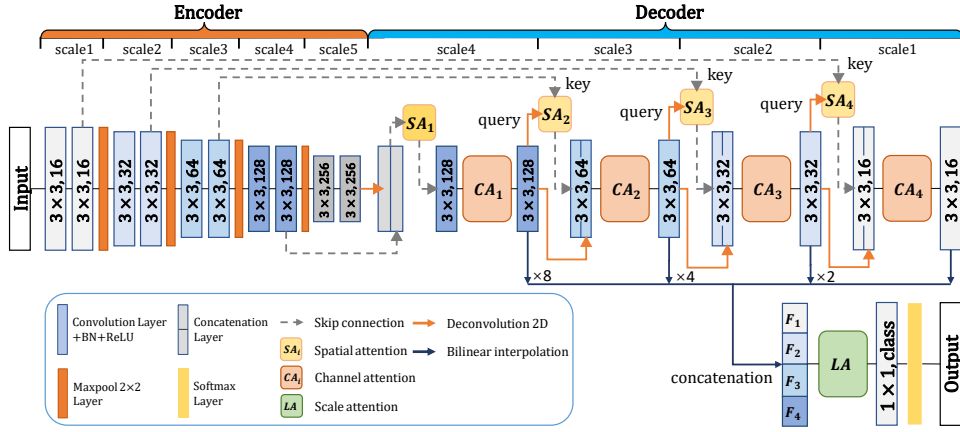 Encoder
Decoder
scale1
scale2
scale3
scale4
scale5
scale4
scale3
scale2
scale1
key
key
key
query
query
query
SA₁
SA₂
SA₃
SA₄
Input
3 × 3, 16
3 × 3, 16
3 × 3, 32
3 × 3, 32
3 × 3, 64
3 × 3, 64
3 × 3, 128
3 × 3, 128
3 × 3, 256
3 × 3, 256
3 × 3, 128
CA₁
3 × 3, 128
3 × 3, 64
CA₂
3 × 3, 64
3 × 3, 32
CA₃
3 × 3, 32
3 × 3, 16
CA₄
3 × 3, 16
×8
×4
×2
Convolution Layer
+BN+ReLU
Concatenation
Layer
Maxpool 2×2
Layer
Softmax
Layer
Skip connection
SAᵢ Spatial attention
CAᵢ Channel attention
LA Scale attention
Deconvolution 2D
Bilinear interpolation
concatenation
F₁
F₂
F₃
F₄
LA
1 × 1, class
Output